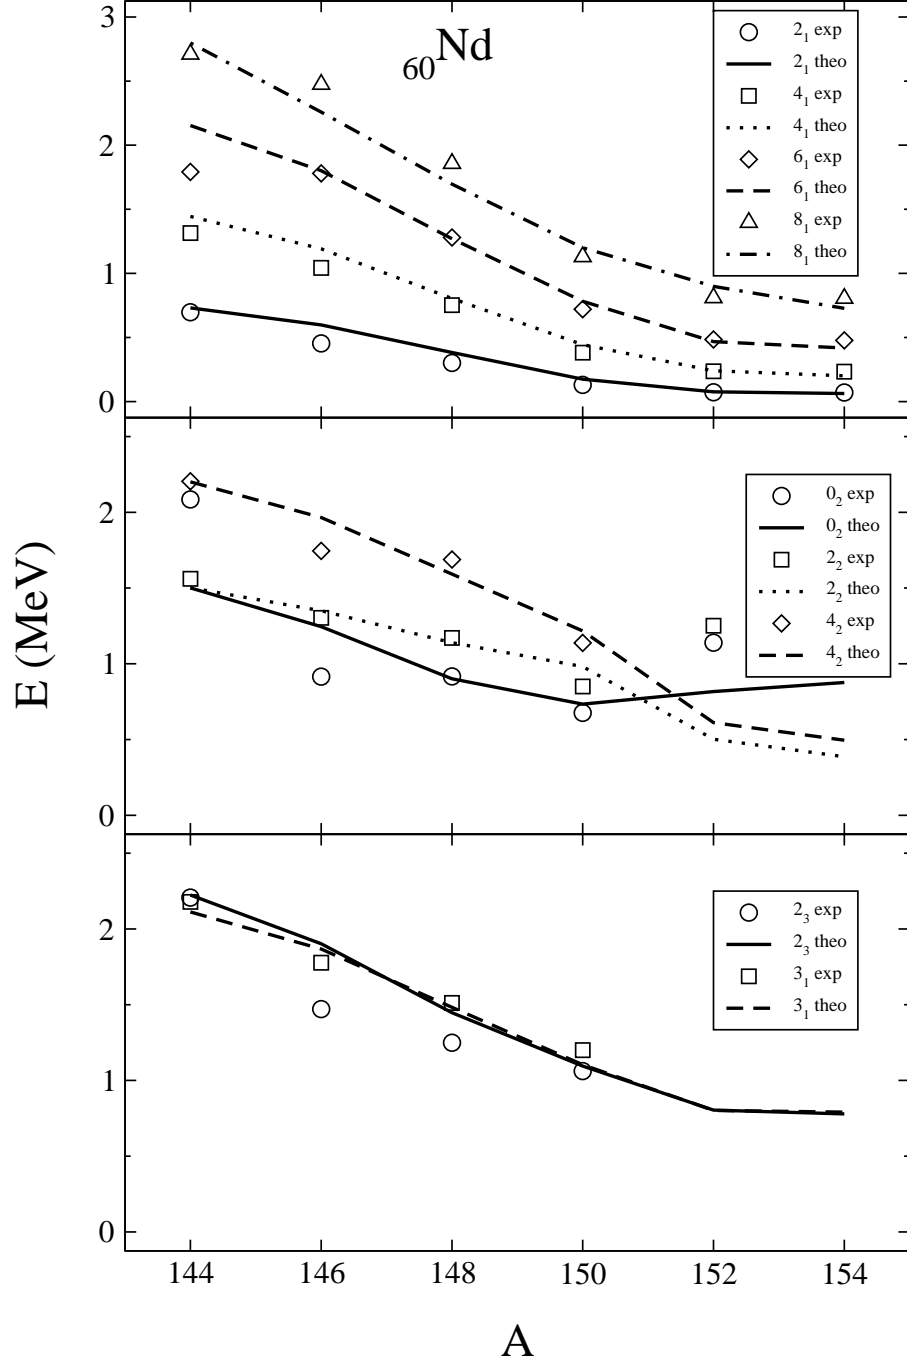 ₆₀Nd
3
2
1
0
2₁ exp
2₁ theo
4₁ exp
4₁ theo
6₁ exp
6₁ theo
8₁ exp
8₁ theo
E (MeV)
2
1
0
0₂ exp
0₂ theo
2₂ exp
2₂ theo
4₂ exp
4₂ theo
2
1
0
2₃ exp
2₃ theo
3₁ exp
3₁ theo
144 146 148 150 152 154
A